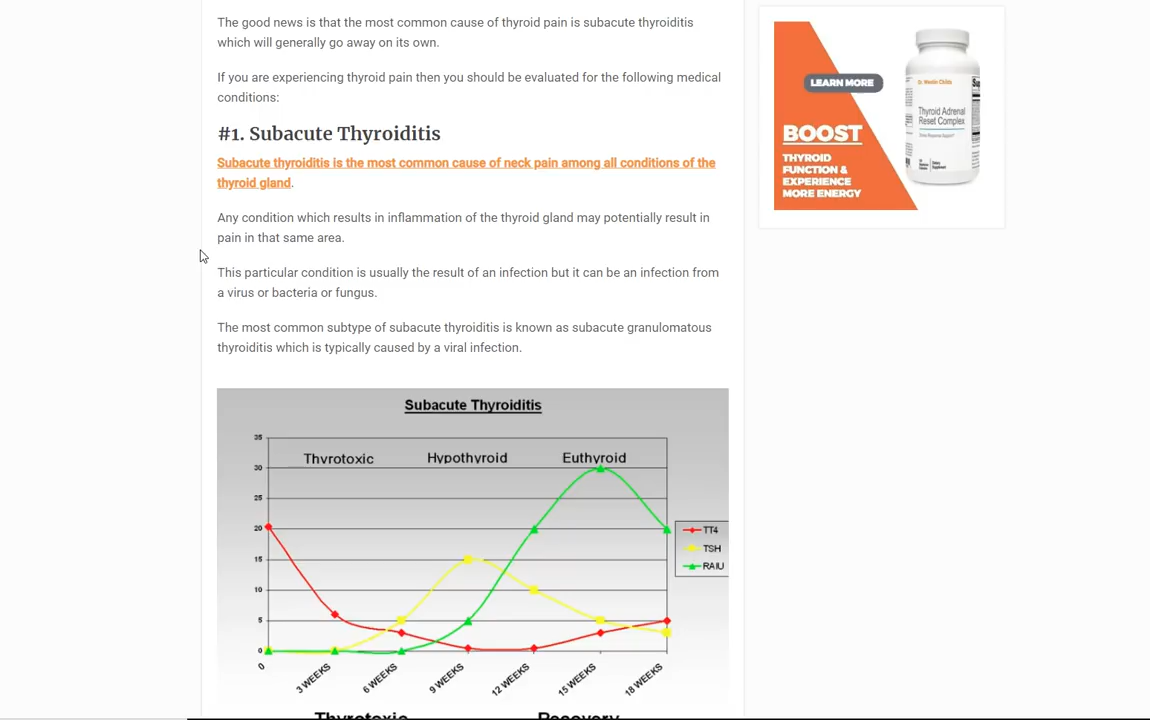 The good news is that the most common cause of thyroid pain is subacute thyroiditis
which will generally go away on its own.
If you are experiencing thyroid pain then you should be evaluated for the following medical
conditions:
#1. Subacute Thyroiditis
Subacute thyroiditis is the most common cause of neck pain among all conditions of the
thyroid gland.
Any condition which results in inflammation of the thyroid gland may potentially result in
pain in that same area.
This particular condition is usually the result of an infection but it can be an infection from
a virus or bacteria or fungus.
The most common subtype of subacute thyroiditis is known as subacute granulomatous
thyroiditis which is typically caused by a viral infection.
Subacute Thyroiditis
Thyrotoxic Hypothyroid Euthyroid
35
30
25
20
15
10
5
0
0 3 WEEKS 6 WEEKS 9 WEEKS 12 WEEKS 15 WEEKS 18 WEEKS
TT4
TSH
RAIU
Thyrotoxic Recovery
LEARN MORE
BOOST
THYROID
FUNCTION &
EXPERIENCE
MORE ENERGY
Dr. Westin Childs
Thyroid Adrenal
Reset Complex